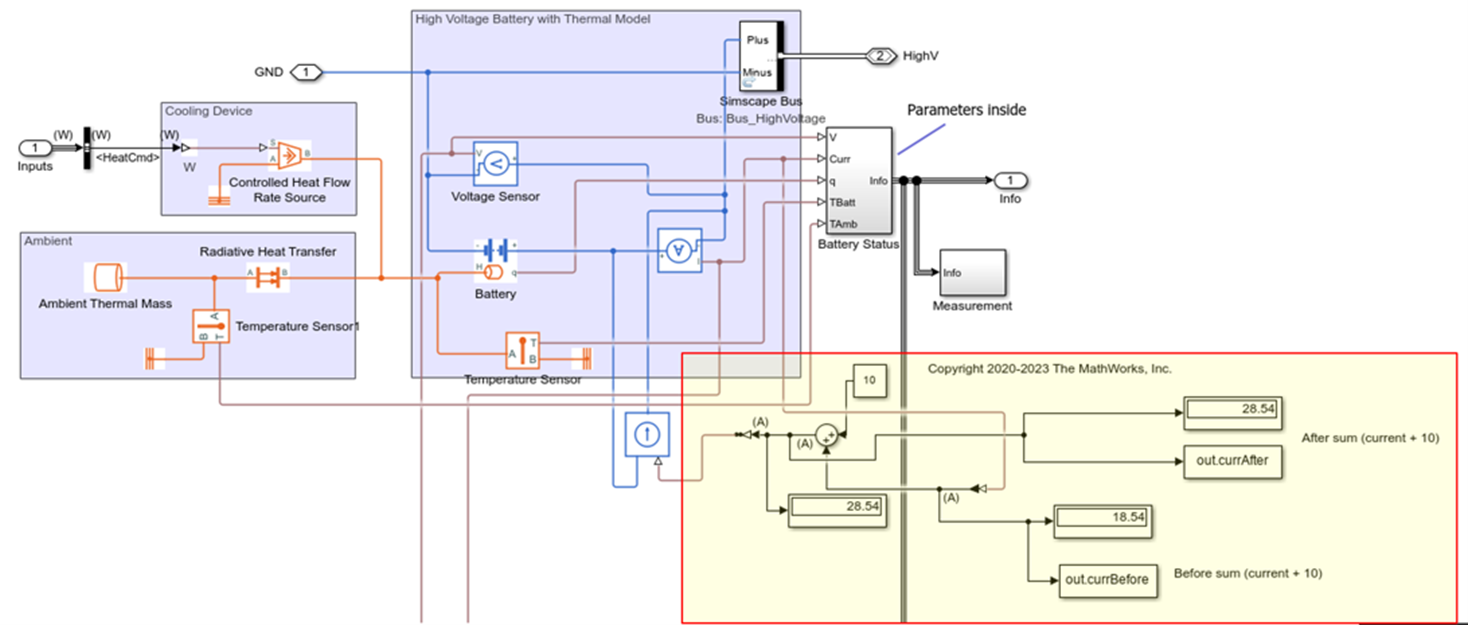 High Voltage Battery with Thermal Model
Plus
Minus
Simscape Bus
Bus: Bus_HighVoltage
2
HighV
GND
1
Cooling Device
(W)
(W)
(W)
1
Inputs
<HeatCmd>
W
S
A
B
Controlled Heat Flow
Rate Source
Parameters inside
V
Curr
q
TBatt
TAmb
Info
Battery Status
1
Info
Info
Measurement
V
+
V
Voltage Sensor
-
+
H
q
Battery
A
+
I
Ambient
Radiative Heat Transfer
A
B
Ambient Thermal Mass
A
B
T
Temperature Sensor1
A
T
B
Temperature Sensor
Copyright 2020-2023 The MathWorks, Inc.
10
(A)
(A)
+
+
28.54
After sum (current + 10)
out.currAfter
(A)
28.54
18.54
out.currBefore
Before sum (current + 10)